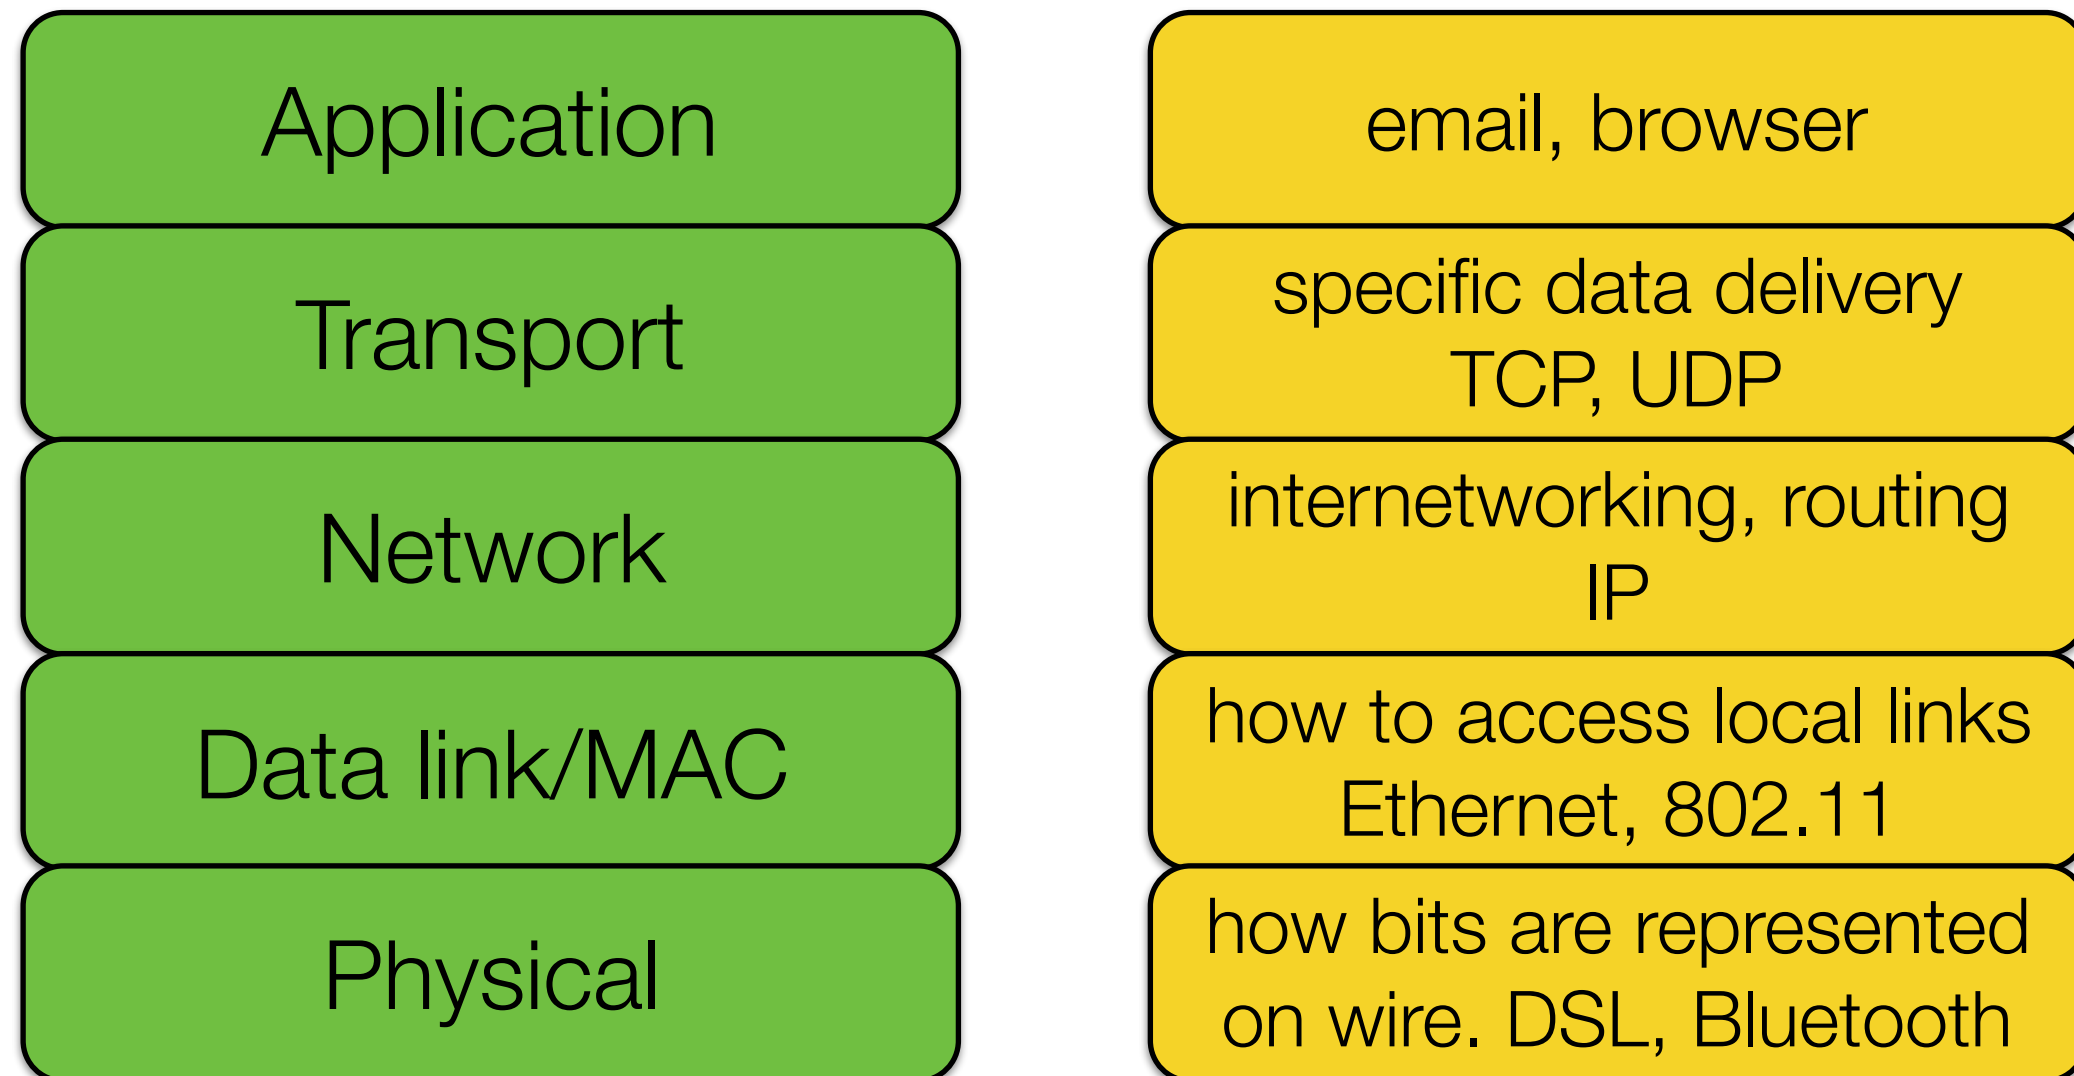 Application
email, browser
Transport
specific data delivery
TCP, UDP
Network
internetworking, routing
IP
Data link/MAC
how to access local links
Ethernet, 802.11
Physical
how bits are represented
on wire. DSL, Bluetooth